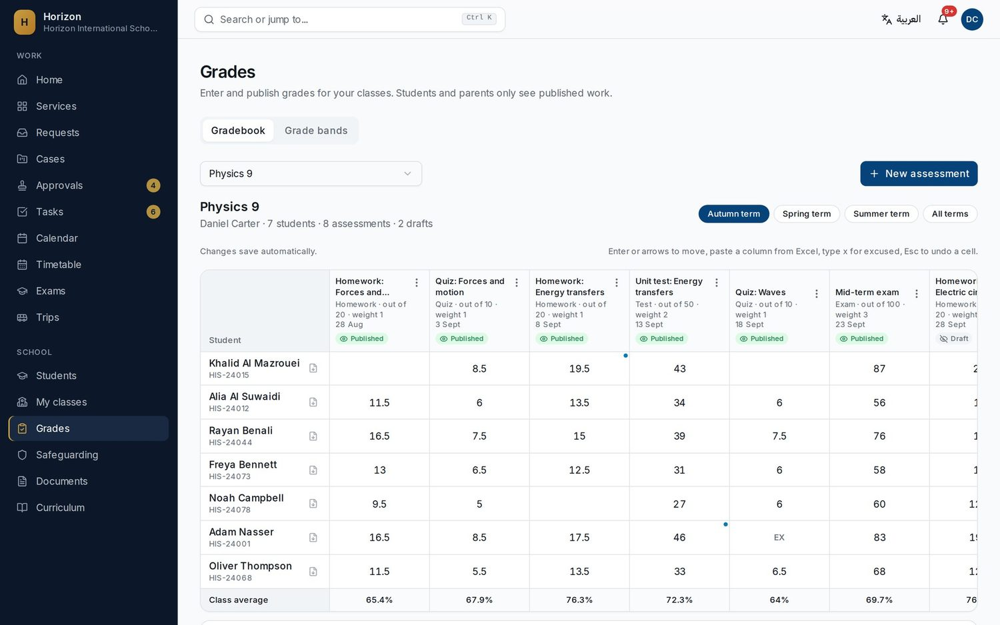 H
Horizon
Horizon International Scho...
WORK
Home
Services
Requests
Cases
Approvals 4
Tasks 6
Calendar
Timetable
Exams
Trips
SCHOOL
Students
My classes
Grades
Safeguarding
Documents
Curriculum
Search or jump to... Ctrl K
العربية
9+
DC
Grades
Enter and publish grades for your classes. Students and parents only see published work.
Gradebook Grade bands
Physics 9
New assessment
Physics 9
Daniel Carter · 7 students · 8 assessments · 2 drafts
Autumn term Spring term Summer term All terms
Changes save automatically.
Enter or arrows to move, paste a column from Excel, type x for excused, Esc to undo a cell.
Student
Homework:
Forces and...
Homework · out of
20 · weight 1
28 Aug
Published
Quiz: Forces and
motion
Quiz · out of 10 ·
weight 1
3 Sept
Published
Homework:
Energy transfers
Homework · out of
20 · weight 1
8 Sept
Published
Unit test: Energy
transfers
Test · out of 50 ·
weight 2
13 Sept
Published
Quiz: Waves
Quiz · out of 10 ·
weight 1
18 Sept
Published
Mid-term exam
Exam · out of 100 ·
weight 3
23 Sept
Published
Electric
Homework
20 · weight
28 Sept
Draft
Khalid Al Mazrouei 8.5 19.5 43 87
HIS-24015
Alia Al Suwaidi 11.5 6 13.5 34 6 56
HIS-24012
Rayan Benali 16.5 7.5 15 39 7.5 76
HIS-24044
Freya Bennett 13 6.5 12.5 31 6 58
HIS-24073
Noah Campbell 9.5 5 27 6 60
HIS-24078
Adam Nasser 16.5 8.5 17.5 46 EX 83
HIS-24001
Oliver Thompson 11.5 5.5 13.5 33 6.5 68
HIS-24068
Class average 65.4% 67.9% 76.3% 72.3% 64% 69.7% 76